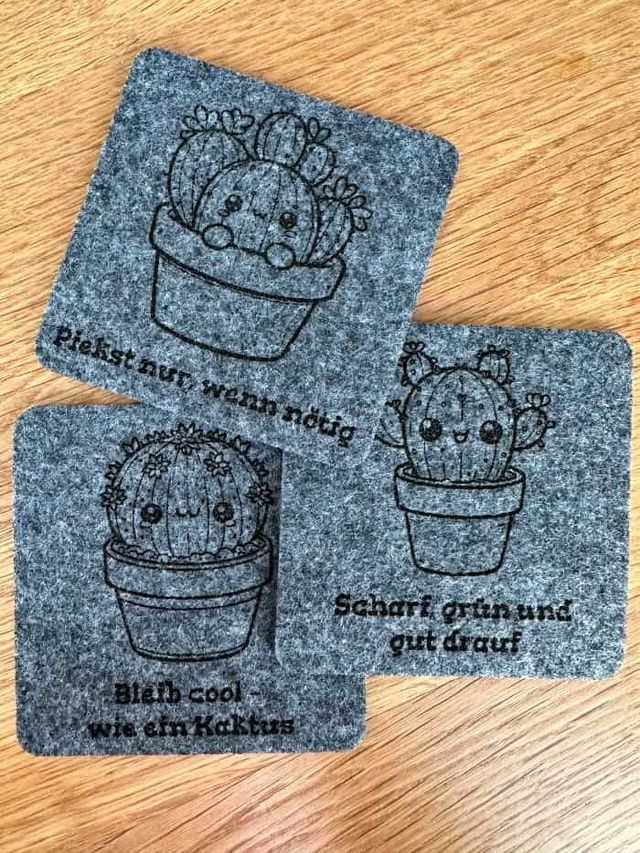 Piekst nur, wenn nötig
Scharf, grün und
gut drauf
Bleib cool -
wie ein Kaktus